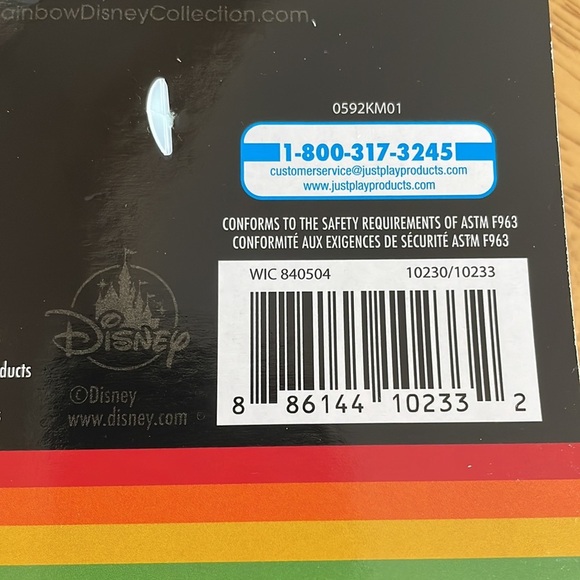 ainbowDisneyCollection.com
0592KM01
1-800-317-3245
customerservice@justplayproducts.com
www.justplayproducts.com
CONFORMS TO THE SAFETY REQUIREMENTS OF ASTM F963
CONFORMITÉ AUX EXIGENCES DE SÉCURITÉ ASTM F963
WIC 840504 10230/10233
8 86144 10233 2
Disney
ducts
©Disney
www.disney.com